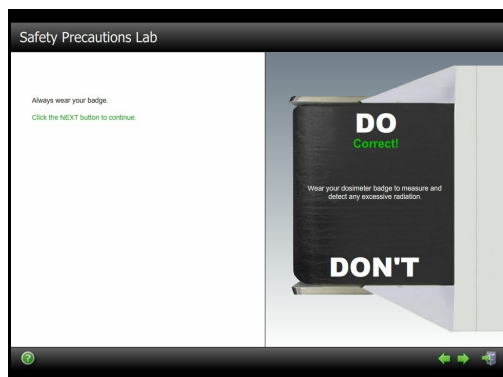 Safety Precautions Lab
Always wear your badge.
Click the NEXT button to continue.
DO
Correct!
Wear your dosimeter badge to measure and
detect any excessive radiation.
DON'T
?